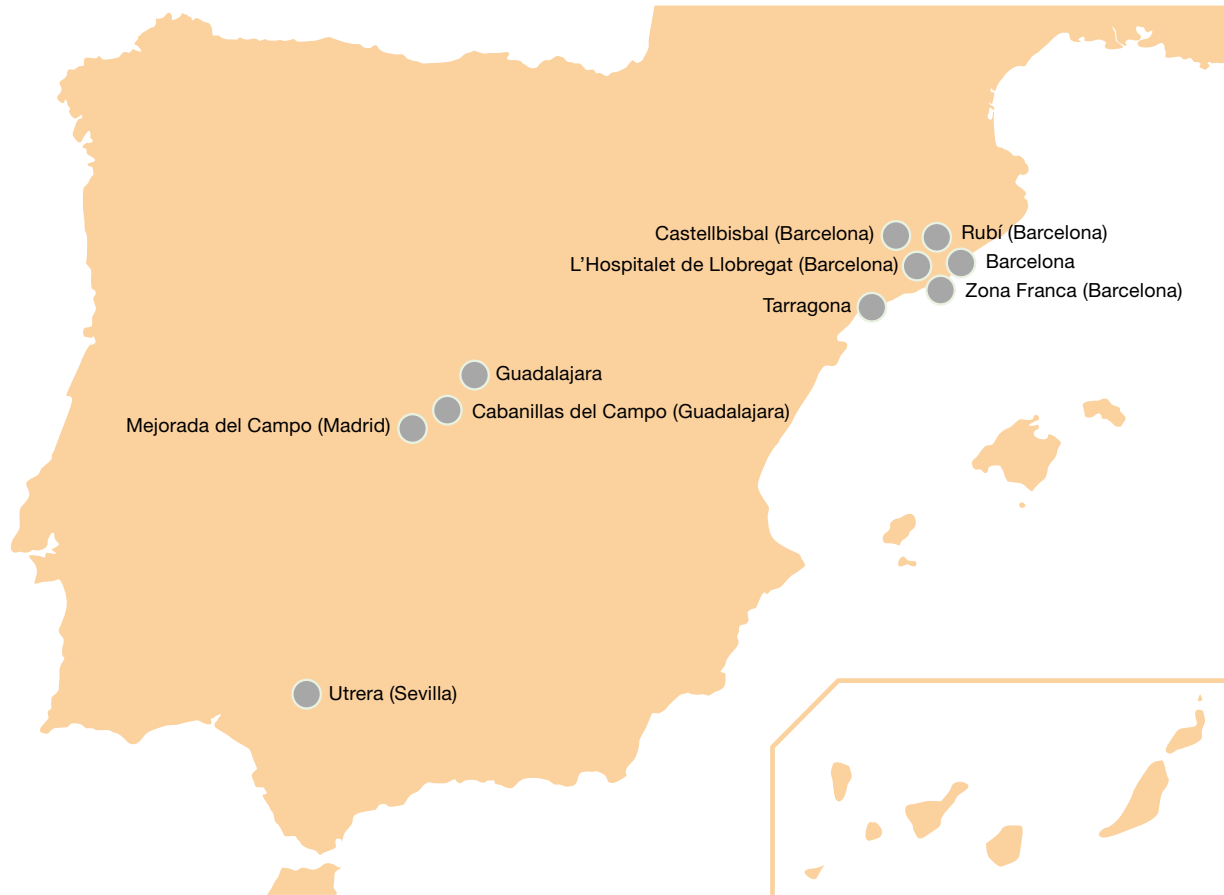 Castellbisbal (Barcelona)
Rubí (Barcelona)
L’Hospitalet de Llobregat (Barcelona)
Barcelona
Zona Franca (Barcelona)
Tarragona
Guadalajara
Cabanillas del Campo (Guadalajara)
Mejorada del Campo (Madrid)
Utrera (Sevilla)